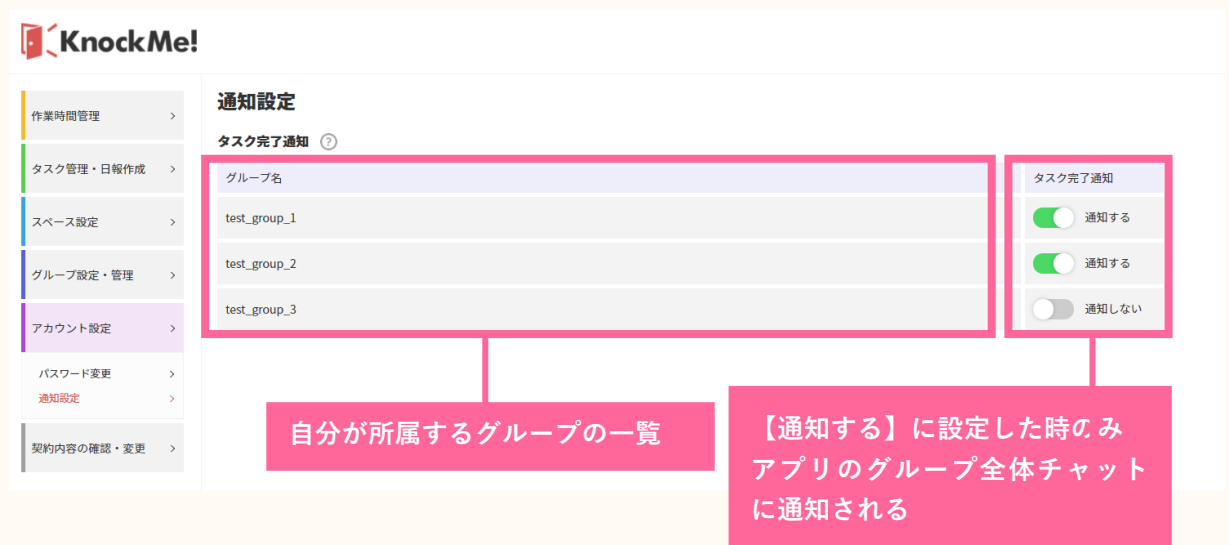 KnockMe!
作業時間管理
タスク管理・日報作成
スペース設定
グループ設定・管理
アカウント設定
パスワード変更
通知設定
契約内容の確認・変更
通知設定
タスク完了通知 ?
グループ名 タスク完了通知
test_group_1 通知する
test_group_2 通知する
test_group_3 通知しない
自分が所属するグループの一覧
【通知する】に設定した時のみ
アプリのグループ全体チャット
に通知される